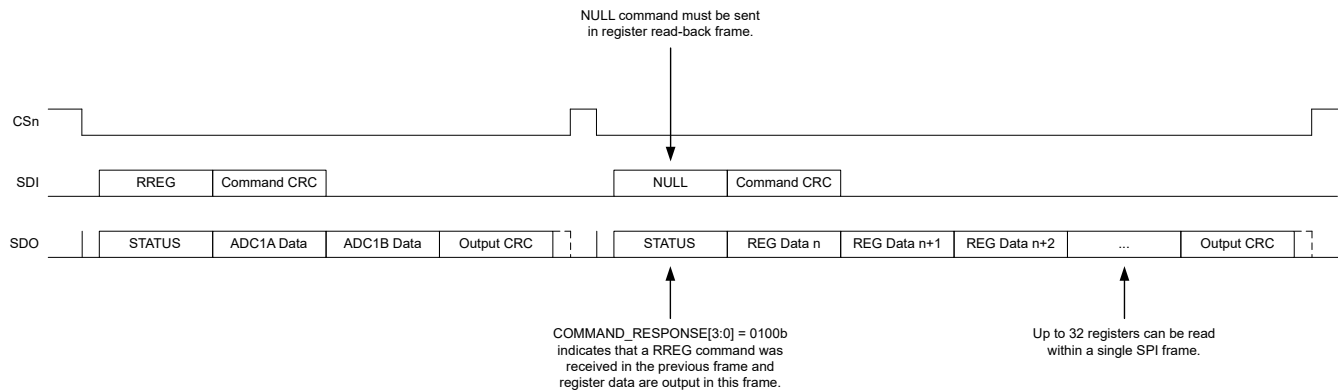 NULL command must be sent
in register read-back frame.
CSn
SDI
RREG
Command CRC
NULL
Command CRC
SDO
STATUS
ADC1A Data
ADC1B Data
Output CRC
STATUS
REG Data n
REG Data n+1
REG Data n+2
...
Output CRC
COMMAND_RESPONSE[3:0] = 0100b
indicates that a RREG command was
received in the previous frame and
register data are output in this frame.
Up to 32 registers can be read
within a single SPI frame.